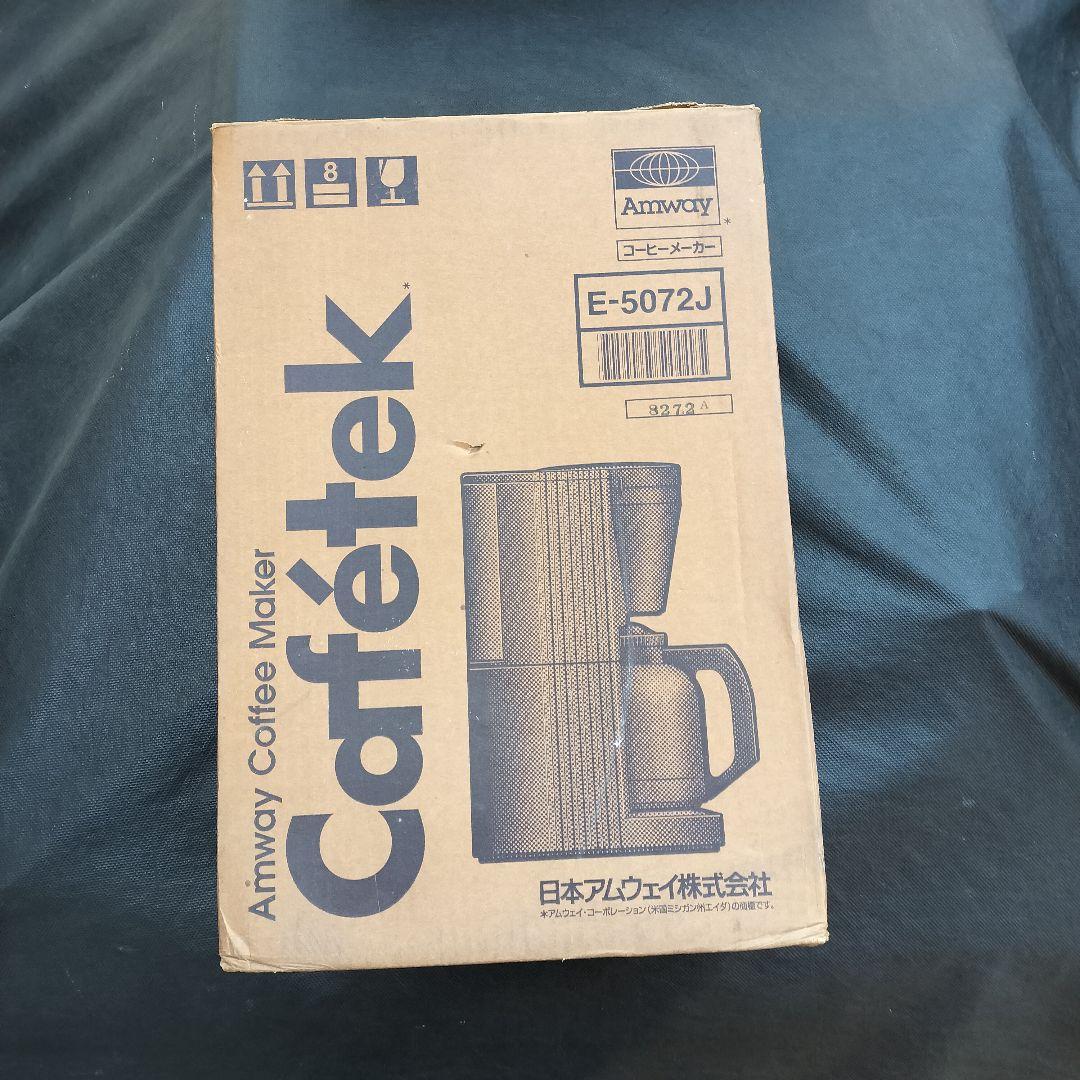 8
Amway*
コーヒーメーカー
E-5072J
8272 A
Amway Coffee Maker
Cafétek*
日本アムウェイ株式会社
*アムウェイ・コーポレーション(米国ミシガン州エイダ)の商標です。